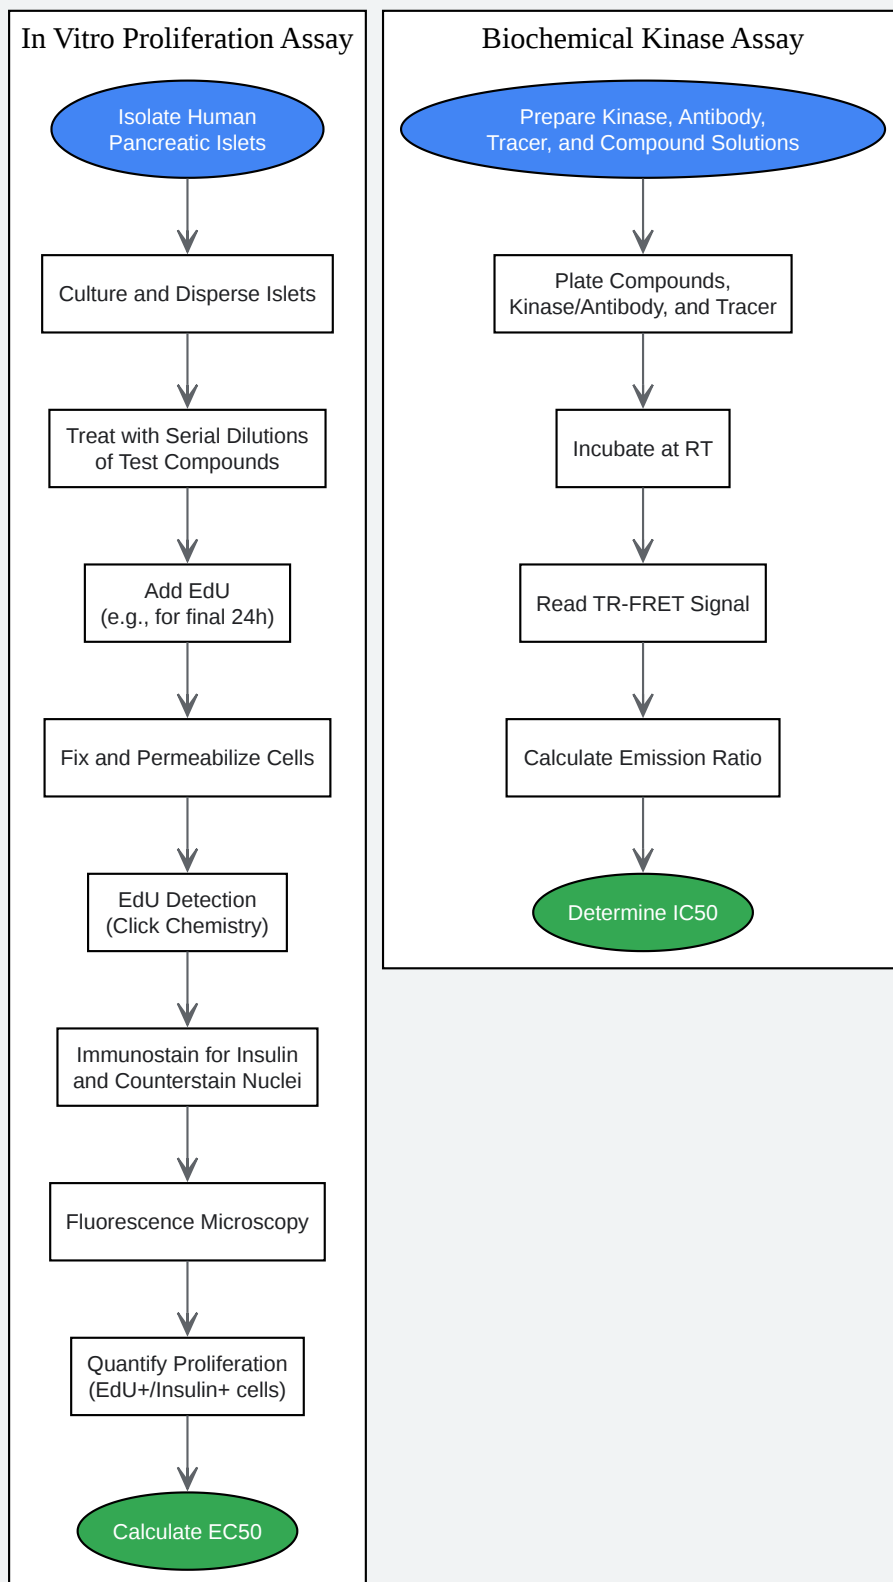 In Vitro Proliferation Assay
Isolate Human
Pancreatic Islets
Culture and Disperse Islets
Treat with Serial Dilutions
of Test Compounds
Add EdU
(e.g., for final 24h)
Fix and Permeabilize Cells
EdU Detection
(Click Chemistry)
Immunostain for Insulin
and Counterstain Nuclei
Fluorescence Microscopy
Quantify Proliferation
(EdU+/Insulin+ cells)
Calculate EC50
Biochemical Kinase Assay
Prepare Kinase, Antibody,
Tracer, and Compound Solutions
Plate Compounds,
Kinase/Antibody, and Tracer
Incubate at RT
Read TR-FRET Signal
Calculate Emission Ratio
Determine IC50